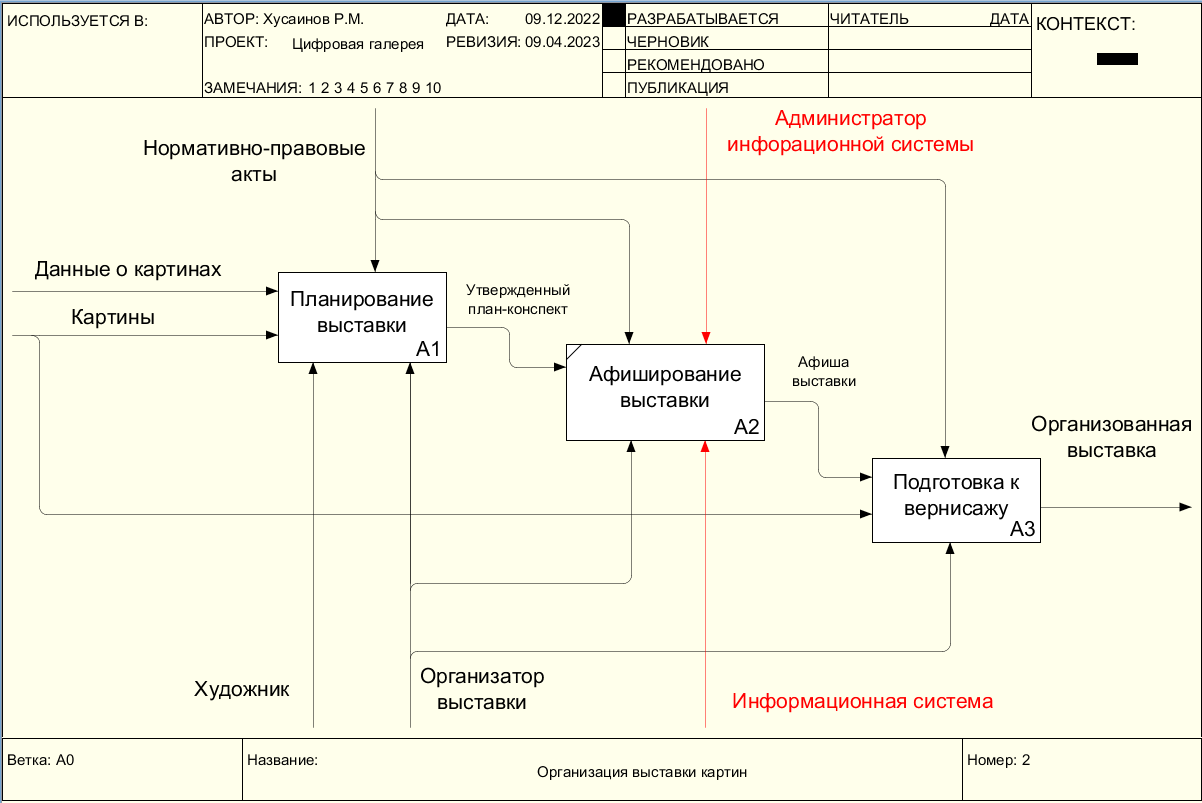 ИСПОЛЬЗУЕТСЯ В:
АВТОР: Хусаинов Р.М.
ДАТА: 09.12.2022
ПРОЕКТ: Цифровая галерея
РЕВИЗИЯ: 09.04.2023
ЗАМЕЧАНИЯ: 1 2 3 4 5 6 7 8 9 10
РАЗРАБАТЫВАЕТСЯ
ЧЕРНОВИК
РЕКОМЕНДОВАНО
ПУБЛИКАЦИЯ
ЧИТАТЕЛЬ ДАТА
КОНТЕКСТ:
Нормативно-правовые
акты
Администратор
инфорационной системы
Данные о картинах
Картины
Планирование
выставки
A1
Утвержденный
план-конспект
Афиширование
выставки
A2
Афиша
выставки
Подготовка к
вернисажу
A3
Организованная
выставка
Художник
Организатор
выставки
Информационная система
Ветка: A0
Название:
Организация выставки картин
Номер: 2